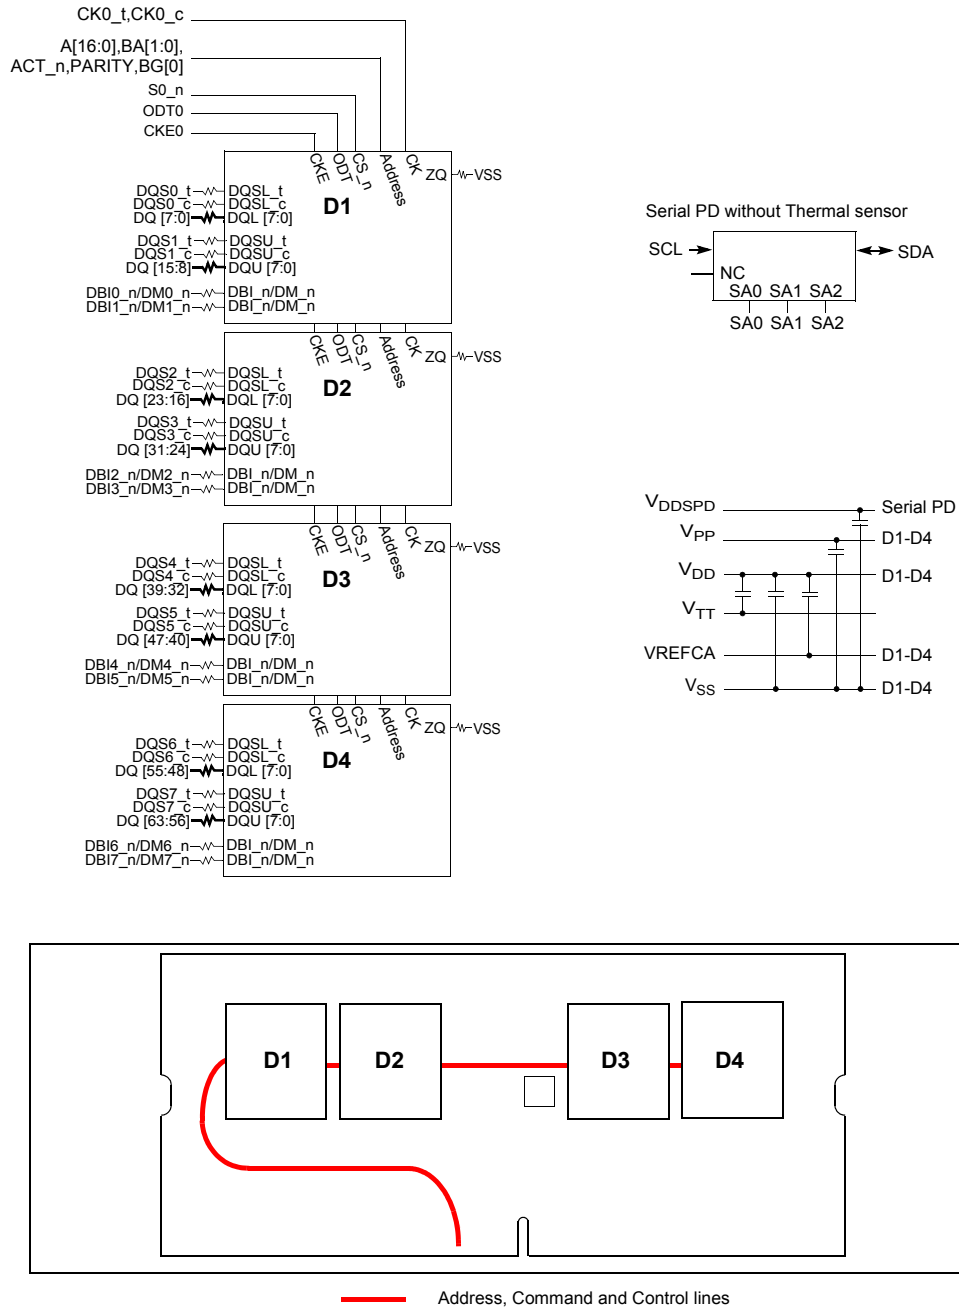 CK0_t,CK0_c
A[16:0],BA[1:0],
ACT_n,PARITY,BG[0]
S0_n
ODT0
CKE0
CKE ODT CS_n Address CK
ZQ VSS
D1
DQS0_t DQSL_t
DQS0_c DQSL_c
DQ [7:0] DQL [7:0]
DQS1_t DQSU_t
DQS1_c DQSU_c
DQ [15:8] DQU [7:0]
DBI0_n/DM0_n DBI_n/DM_n
DBI1_n/DM1_n DBI_n/DM_n
CKE ODT CS_n Address CK
ZQ VSS
D2
DQS2_t DQSL_t
DQS2_c DQSL_c
DQ [23:16] DQL [7:0]
DQS3_t DQSU_t
DQS3_c DQSU_c
DQ [31:24] DQU [7:0]
DBI2_n/DM2_n DBI_n/DM_n
DBI3_n/DM3_n DBI_n/DM_n
CKE ODT CS_n Address CK
ZQ VSS
D3
DQS4_t DQSL_t
DQS4_c DQSL_c
DQ [39:32] DQL [7:0]
DQS5_t DQSU_t
DQS5_c DQSU_c
DQ [47:40] DQU [7:0]
DBI4_n/DM4_n DBI_n/DM_n
DBI5_n/DM5_n DBI_n/DM_n
CKE ODT CS_n Address CK
ZQ VSS
D4
DQS6_t DQSL_t
DQS6_c DQSL_c
DQ [55:48] DQL [7:0]
DQS7_t DQSU_t
DQS7_c DQSU_c
DQ [63:56] DQU [7:0]
DBI6_n/DM6_n DBI_n/DM_n
DBI7_n/DM7_n DBI_n/DM_n
Serial PD without Thermal sensor
SCL SDA
NC
SA0 SA1 SA2
SA0 SA1 SA2
VDDSPD Serial PD
VPP D1-D4
VDD D1-D4
VTT
VREFCA D1-D4
VSS D1-D4
D1 D2 D3 D4
Address, Command and Control lines